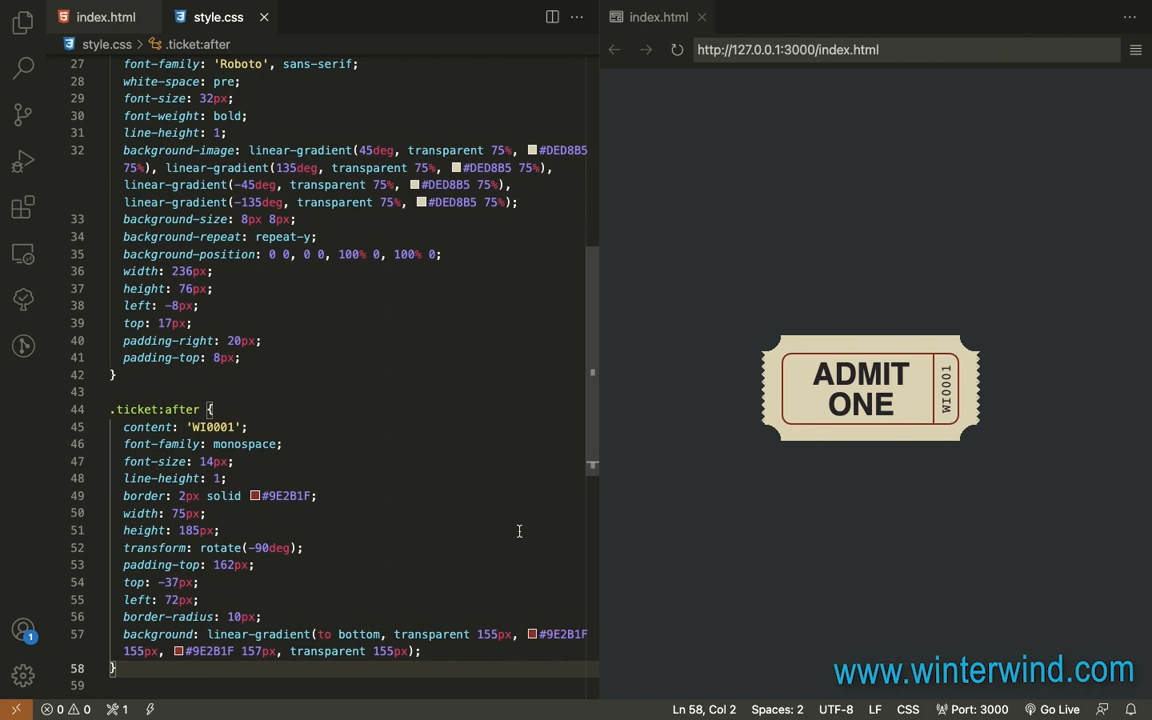 index.html
style.css
index.html
style.css > .ticket:after
http://127.0.0.1:3000/index.html
27 font-family: 'Roboto', sans-serif;
28 white-space: pre;
29 font-size: 32px;
30 font-weight: bold;
31 line-height: 1;
32 background-image: linear-gradient(45deg, transparent 75%, #DED8B5
75%), linear-gradient(135deg, transparent 75%, #DED8B5 75%),
linear-gradient(-45deg, transparent 75%, #DED8B5 75%),
linear-gradient(-135deg, transparent 75%, #DED8B5 75%);
33 background-size: 8px 8px;
34 background-repeat: repeat-y;
35 background-position: 0 0, 0 0, 100% 0, 100% 0;
36 width: 236px;
37 height: 76px;
38 left: -8px;
39 top: 17px;
40 padding-right: 20px;
41 padding-top: 8px;
42 }
43
44 .ticket:after {
45 content: 'WI0001';
46 font-family: monospace;
47 font-size: 14px;
48 line-height: 1;
49 border: 2px solid #9E2B1F;
50 width: 75px;
51 height: 185px;
52 transform: rotate(-90deg);
53 padding-top: 162px;
54 top: -37px;
55 left: 72px;
56 border-radius: 10px;
57 background: linear-gradient(to bottom, transparent 155px, #9E2B1F
155px, #9E2B1F 157px, transparent 155px);
58 }
59
ADMIT
ONE
WI0001
www.winterwind.com
1
0 0 1 Ln 58, Col 2 Spaces: 2 UTF-8 LF CSS Port: 3000 Go Live